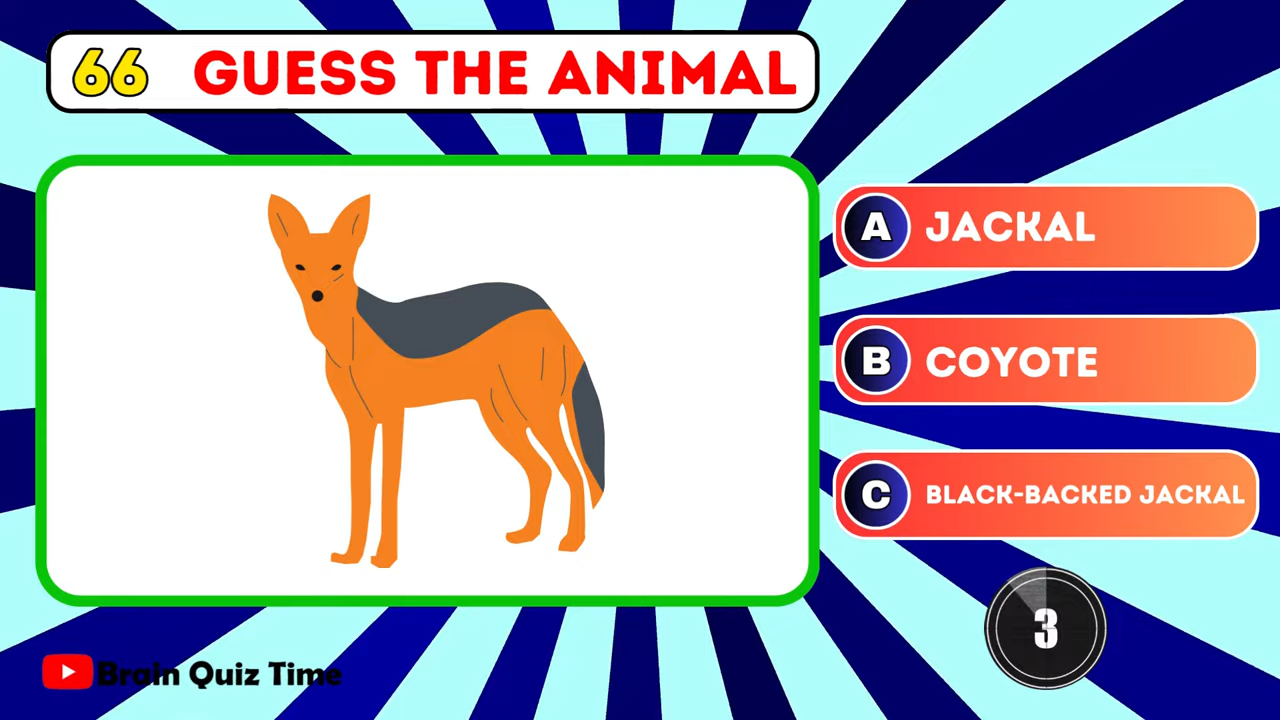 66 GUESS THE ANIMAL
A JACKAL
B COYOTE
C BLACK-BACKED JACKAL
3
Brain Quiz Time